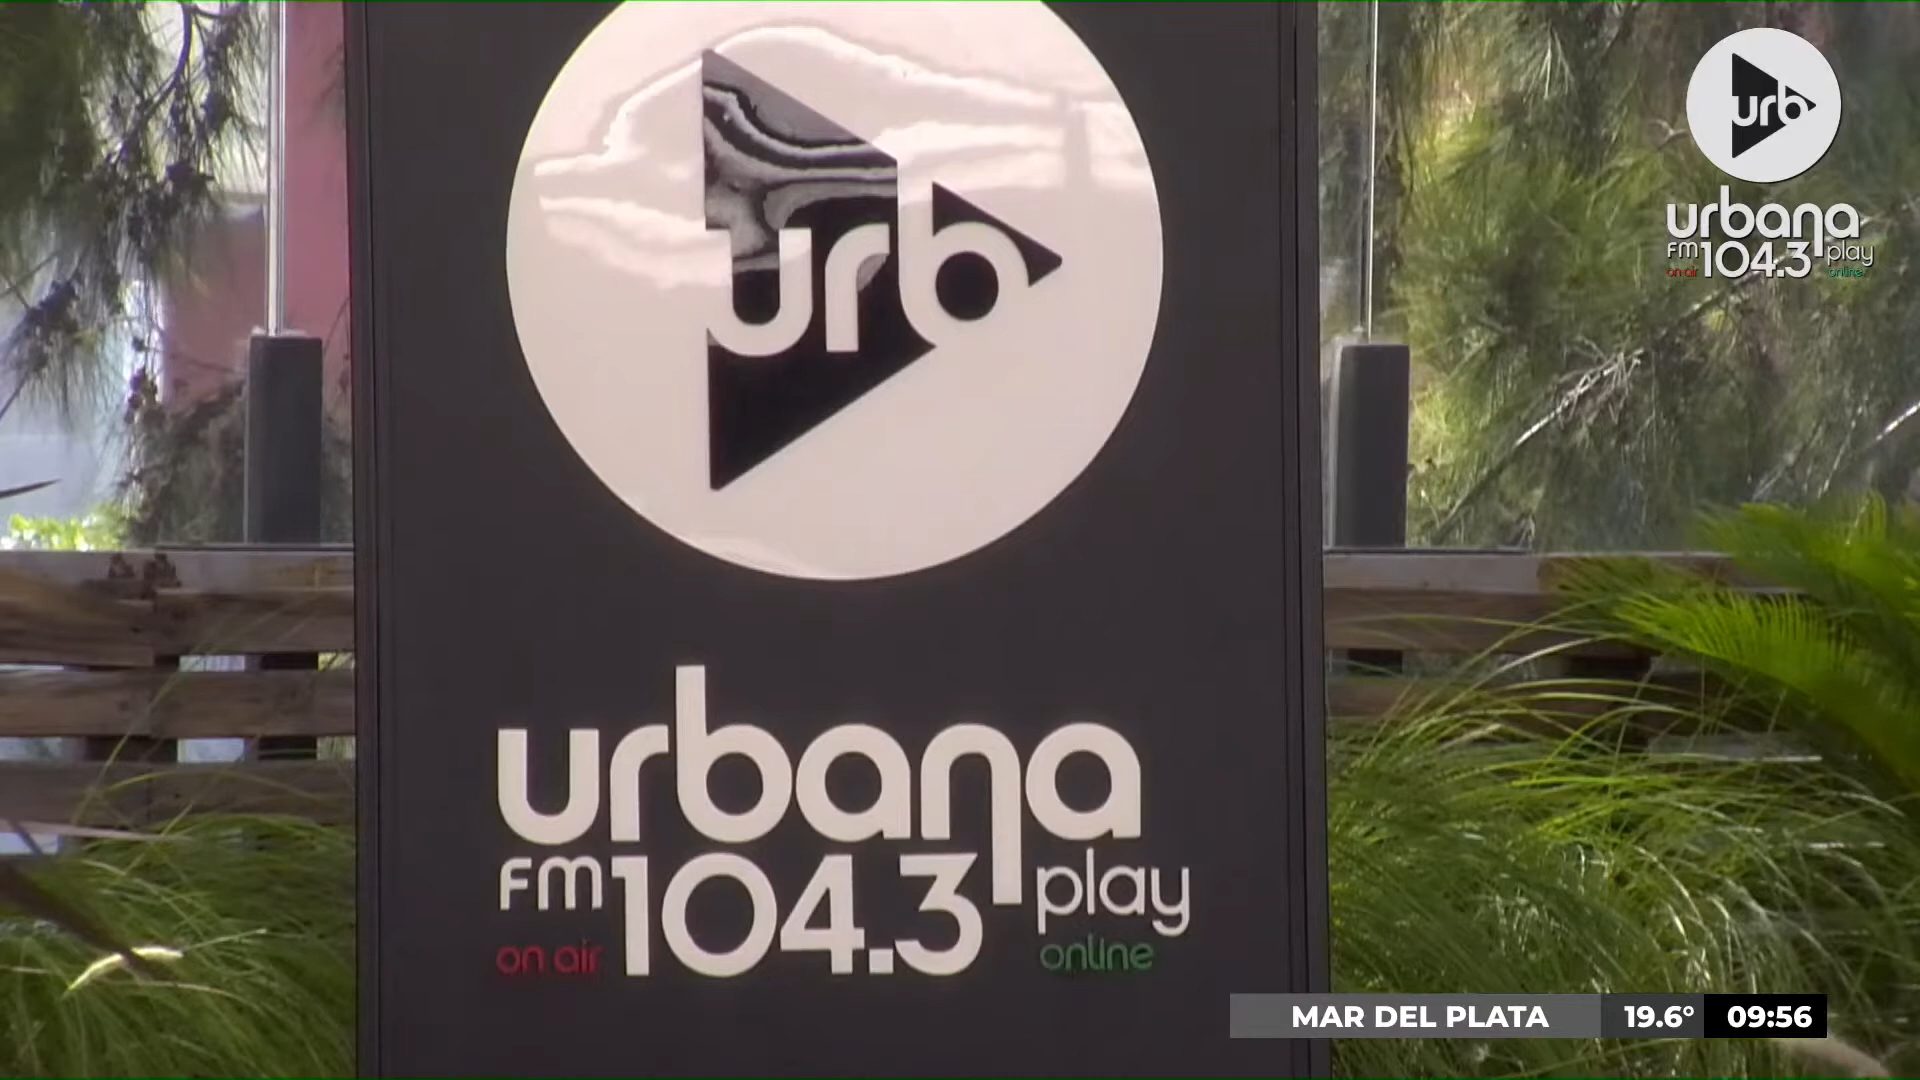 urb
urbana
FM 104.3 play
on air online
urb
urbana
FM 104.3 play
on air online
MAR DEL PLATA 19.6° 09:56